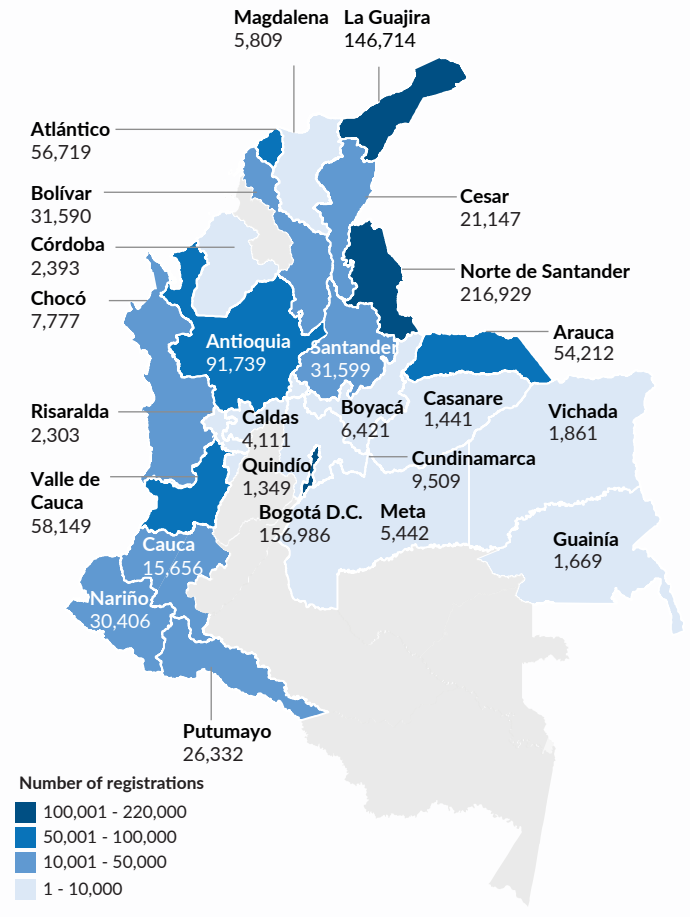 Magdalena
5,809
La Guajira
146,714
Atlántico
56,719
Bolívar
31,590
Cesar
21,147
Córdoba
2,393
Norte de Santander
216,929
Chocó
7,777
Arauca
54,212
Antioquia
91,739
Santander
31,599
Casanare
1,441
Boyacá
6,421
Vichada
1,861
Risaralda
2,303
Caldas
4,111
Cundinamarca
9,509
Quindío
1,349
Valle de
Cauca
58,149
Bogotá D.C.
156,986
Meta
5,442
Guainía
1,669
Cauca
15,656
Nariño
30,406
Putumayo
26,332
Number of registrations
100,001 - 220,000
50,001 - 100,000
10,001 - 50,000
1 - 10,000